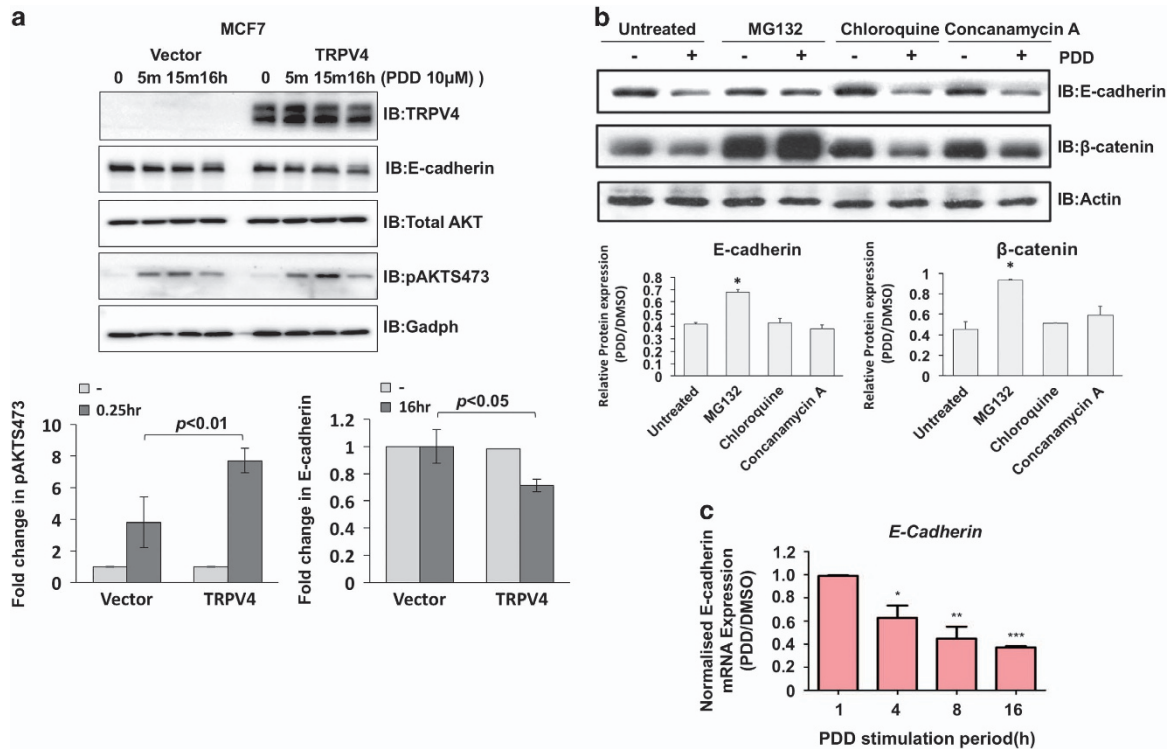 a
MCF7
Vector TRPV4
0 5m 15m16h 0 5m 15m16h (PDD 10µM) )
IB:TRPV4
IB:E-cadherin
IB:Total AKT
IB:pAKTS473
IB:Gadph
-
0.25hr
p<0.01
10
8
6
4
2
0
Fold change in pAKTS473
Vector TRPV4
-
16hr
p<0.05
1.2
1
0.8
0.6
0.4
0.2
0
Fold change in E-cadherin
Vector TRPV4
b
Untreated MG132 Chloroquine Concanamycin A
- + - + - + - + PDD
IB:E-cadherin
IB:β-catenin
IB:Actin
E-cadherin
Relative Protein expression
(PDD/DMSO)
0.8
0.7
0.6
0.5
0.4
0.3
0.2
0.1
0
*
Untreated
MG132
Chloroquine
Concanamycin A
β-catenin
Relative Protein expression
(PDD/DMSO)
1
0.8
0.6
0.4
0.2
0
*
Untreated
MG132
Chloroquine
Concanamycin A
c
E-Cadherin
Normalised E-cadherin
mRNA Expression
(PDD/DMSO)
1.2
1.0
0.8
0.6
0.4
0.2
0
* ** ***
1 4 8 16
PDD stimulation period(h)